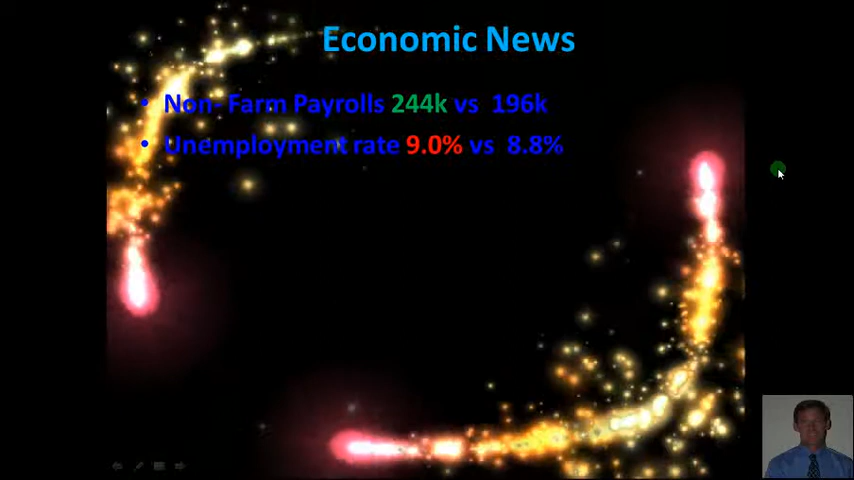 Economic News
• Non- Farm Payrolls 244k vs 196k
• Unemployment rate 9.0% vs 8.8%